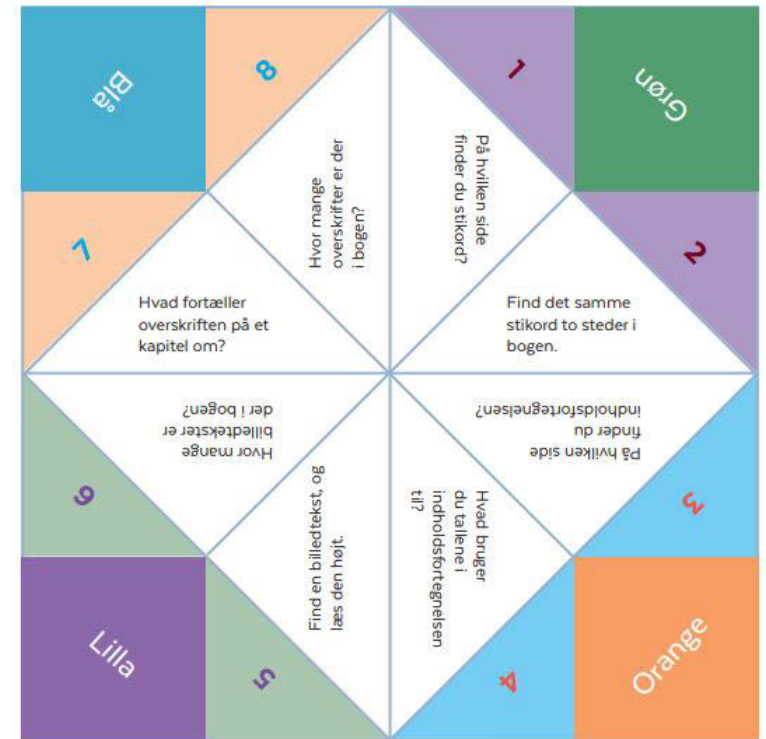 Blå
8
1
Grøn
Hvor mange
overskrifter er der
i bogen?
På hvilken side
finder du stikord?
7
2
Hvad fortæller
overskriften på et
kapitel om?
Find det samme
stikord to steder i
bogen.
Hvor mange
billedtekster er
der i bogen?
På hvilken side
finder du
indholdsfortegnelsen?
6
3
Find en billedtekst, og
læs den højt.
Hvad bruger
du tallene i
indholdsfortegnelsen
til?
Lilla
5
4
Orange